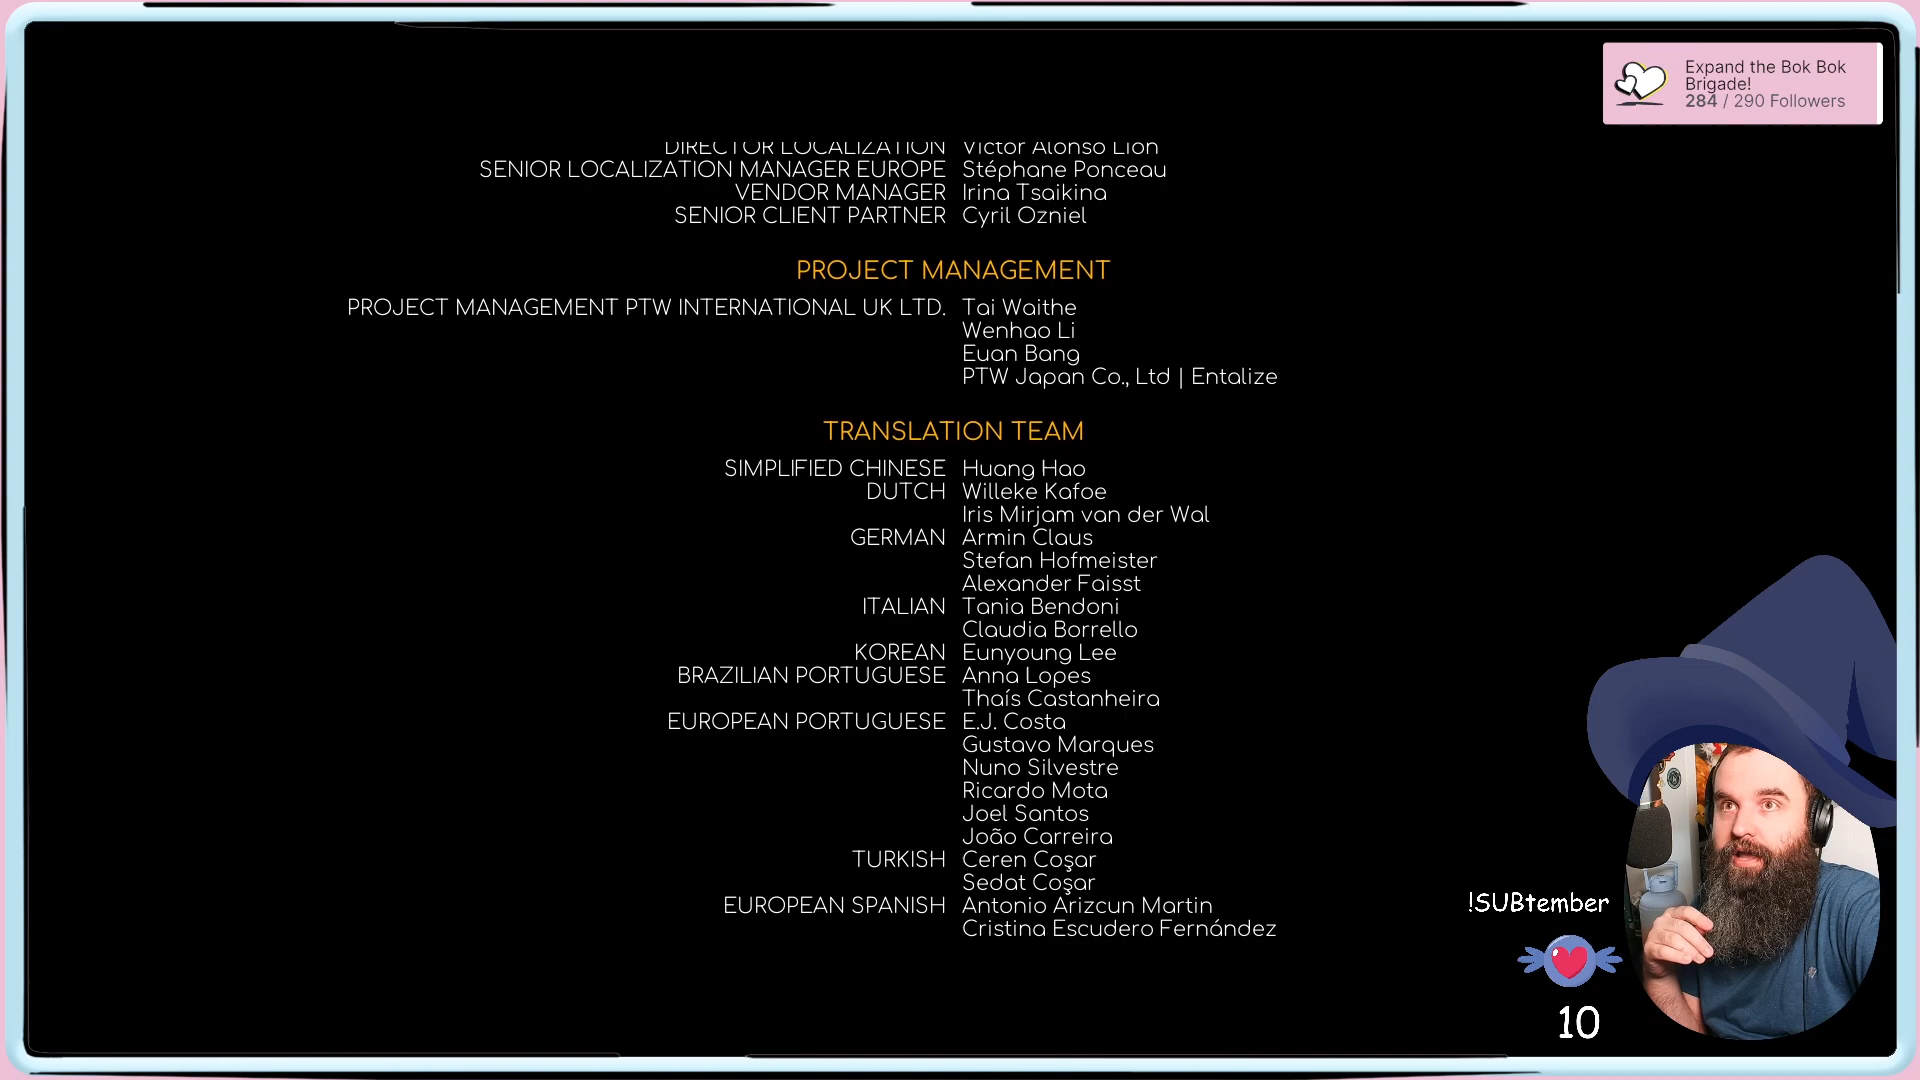 Expand the Bok Bok
Brigade!
284 / 290 Followers
DIRECTOR LOCALIZATION Victor Alonso Lion
SENIOR LOCALIZATION MANAGER EUROPE Stéphane Ponceau
VENDOR MANAGER Irina Tsaikina
SENIOR CLIENT PARTNER Cyril Ozniel
PROJECT MANAGEMENT
PROJECT MANAGEMENT PTW INTERNATIONAL UK LTD. Tai Waithe
Wenhao Li
Euan Bang
PTW Japan Co., Ltd | Entalize
TRANSLATION TEAM
SIMPLIFIED CHINESE Huang Hao
DUTCH Willeke Kafoe
Iris Mirjam van der Wal
GERMAN Armin Claus
Stefan Hofmeister
Alexander Faisst
ITALIAN Tania Bendoni
Claudia Borrello
KOREAN Eunyoung Lee
BRAZILIAN PORTUGUESE Anna Lopes
Thaís Castanheira
EUROPEAN PORTUGUESE E.J. Costa
Gustavo Marques
Nuno Silvestre
Ricardo Mota
Joel Santos
João Carreira
TURKISH Ceren Coşar
Sedat Coşar
EUROPEAN SPANISH Antonio Arizcun Martin
Cristina Escudero Fernández
!SUBtember
10